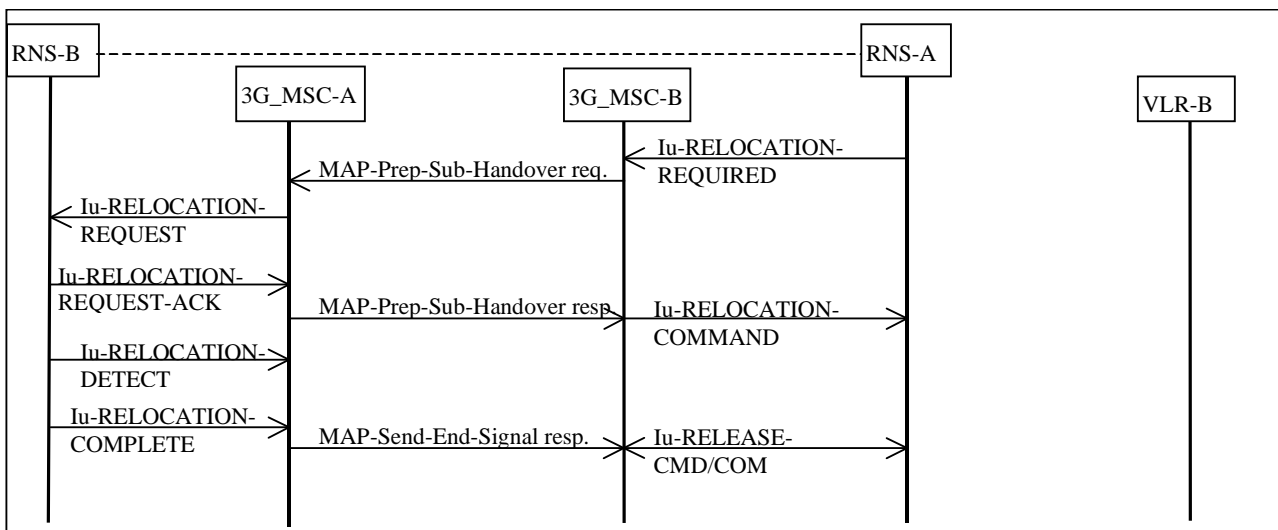 RNS-B
RNS-A
3G_MSC-A
3G_MSC-B
VLR-B
Iu-RELOCATION-
REQUIRED
MAP-Prep-Sub-Handover req.
Iu-RELOCATION-
REQUEST
Iu-RELOCATION-
REQUEST-ACK
MAP-Prep-Sub-Handover resp.
Iu-RELOCATION-
COMMAND
Iu-RELOCATION-
DETECT
Iu-RELOCATION-
COMPLETE
MAP-Send-End-Signal resp.
Iu-RELEASE-
CMD/COM